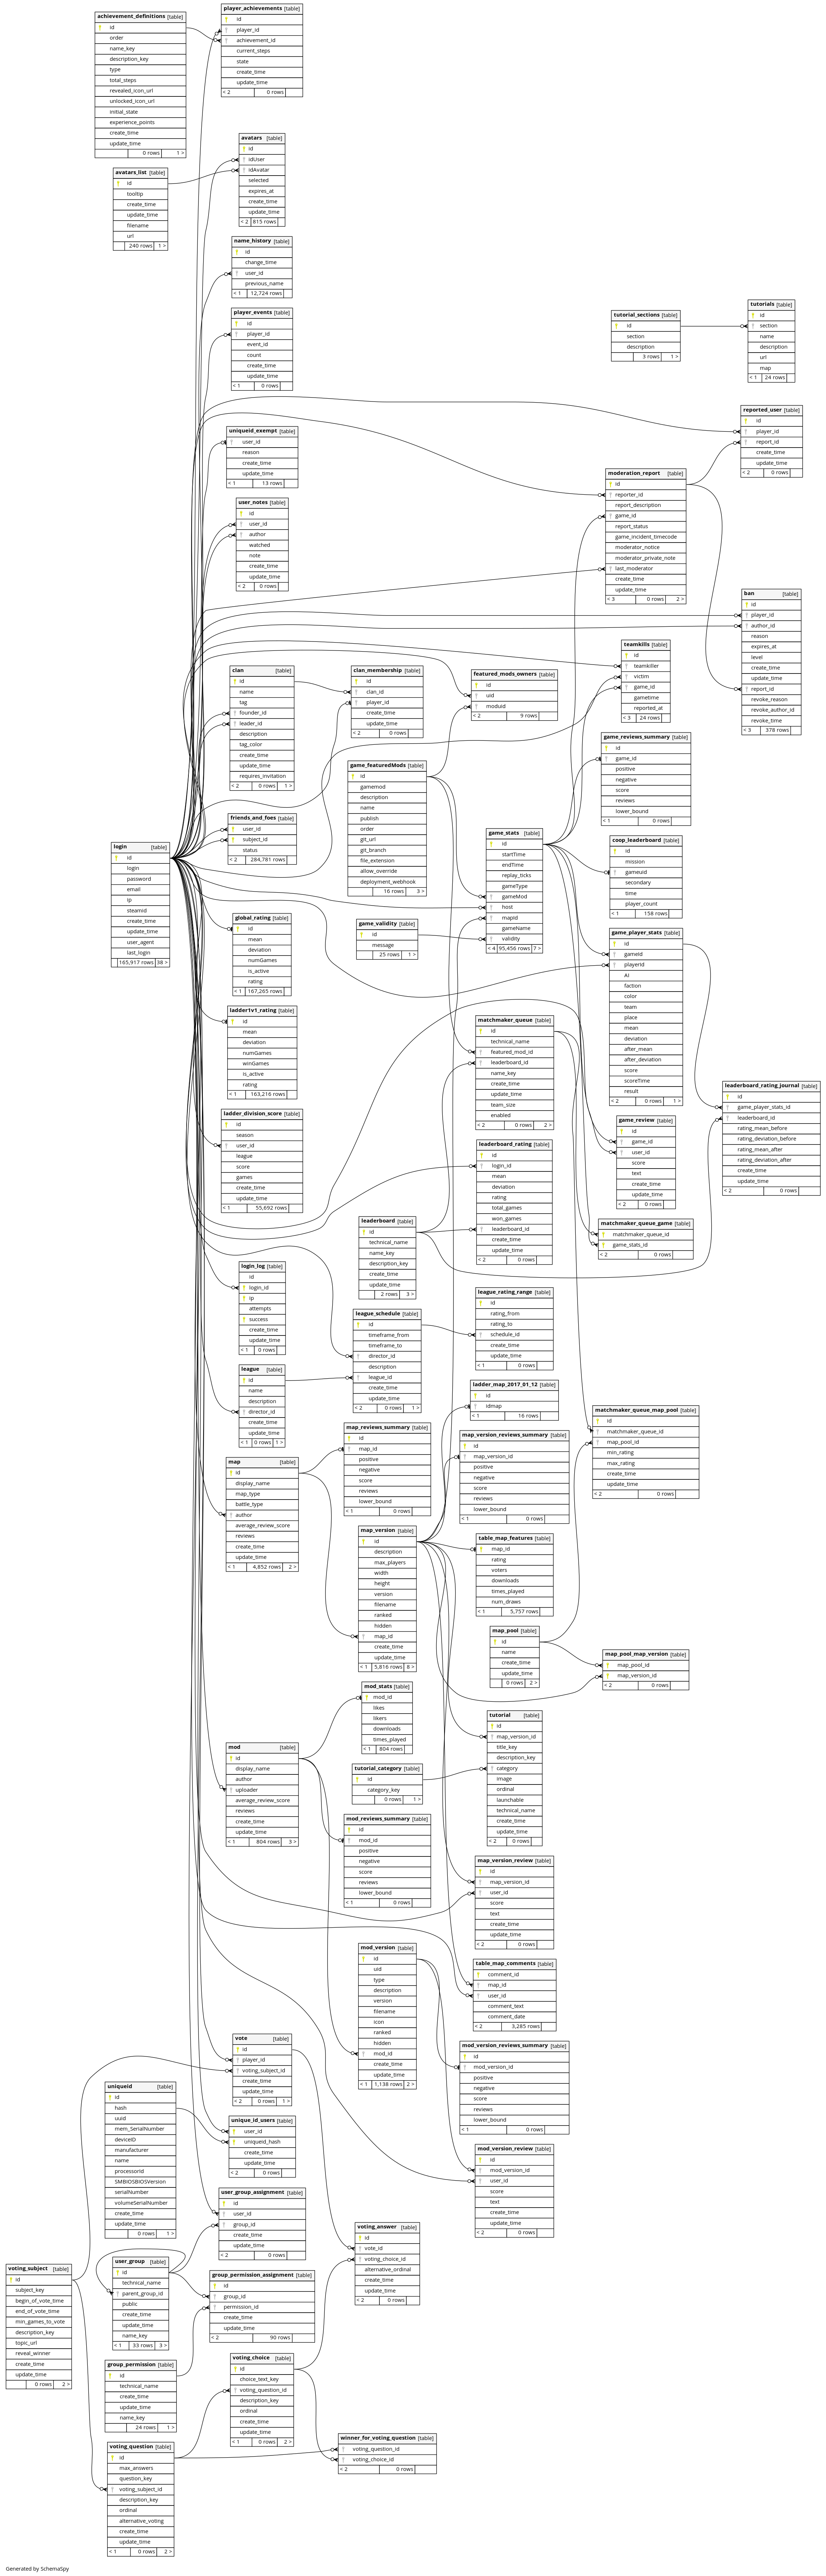 achievement_definitions [table]
id
order
name_key
description_key
type
total_steps
revealed_icon_url
unlocked_icon_url
initial_state
experience_points
create_time
update_time
0 rows 1 >
player_achievements [table]
id
player_id
achievement_id
current_steps
state
create_time
update_time
< 2 0 rows
avatars [table]
id
idUser
idAvatar
selected
expires_at
create_time
update_time
< 2 815 rows
avatars_list [table]
id
tooltip
create_time
update_time
filename
url
240 rows 1 >
name_history [table]
id
change_time
user_id
previous_name
< 1 12,724 rows
player_events [table]
id
player_id
event_id
count
create_time
update_time
< 1 0 rows
tutorial_sections [table]
id
section
description
3 rows 1 >
tutorials [table]
id
section
name
description
url
map
< 1 24 rows
reported_user [table]
id
player_id
report_id
create_time
update_time
< 2 0 rows
uniqueid_exempt [table]
user_id
reason
create_time
update_time
< 1 13 rows
moderation_report [table]
id
reporter_id
report_description
game_id
report_status
game_incident_timecode
moderator_notice
moderator_private_note
last_moderator
create_time
update_time
< 3 0 rows 2 >
user_notes [table]
id
user_id
author
watched
note
create_time
update_time
< 2 0 rows
ban [table]
id
player_id
author_id
reason
expires_at
level
create_time
update_time
report_id
revoke_reason
revoke_author_id
revoke_time
< 3 378 rows
teamkills [table]
id
teamkiller
victim
game_id
gametime
reported_at
< 3 24 rows
clan [table]
id
name
tag
founder_id
leader_id
description
tag_color
create_time
update_time
requires_invitation
< 2 0 rows 1 >
clan_membership [table]
id
clan_id
player_id
create_time
update_time
< 2 0 rows
featured_mods_owners [table]
id
uid
moduid
< 2 9 rows
game_reviews_summary [table]
id
game_id
positive
negative
score
reviews
lower_bound
< 1 0 rows
game_featuredMods [table]
id
gamemod
description
name
publish
order
git_url
git_branch
file_extension
allow_override
deployment_webhook
16 rows 3 >
friends_and_foes [table]
user_id
subject_id
status
< 2 284,781 rows
game_stats [table]
id
startTime
endTime
replay_ticks
gameType
gameMod
host
mapId
gameName
validity
< 4 95,456 rows 7 >
coop_leaderboard [table]
id
mission
gameuid
secondary
time
player_count
< 1 158 rows
login [table]
id
login
password
email
ip
steamid
create_time
update_time
user_agent
last_login
165,917 rows 38 >
global_rating [table]
id
mean
deviation
numGames
is_active
rating
< 1 167,265 rows
game_validity [table]
id
message
25 rows 1 >
game_player_stats [table]
id
gameId
playerId
AI
faction
color
team
place
mean
deviation
after_mean
after_deviation
score
scoreTime
result
< 2 0 rows 1 >
ladder1v1_rating [table]
id
mean
deviation
numGames
winGames
is_active
rating
< 1 163,216 rows
matchmaker_queue [table]
id
technical_name
featured_mod_id
leaderboard_id
name_key
create_time
update_time
team_size
enabled
< 2 0 rows 2 >
leaderboard_rating_journal [table]
id
game_player_stats_id
leaderboard_id
rating_mean_before
rating_deviation_before
rating_mean_after
rating_deviation_after
create_time
update_time
< 2 0 rows
ladder_division_score [table]
id
season
user_id
league
score
games
create_time
update_time
< 1 55,692 rows
game_review [table]
id
game_id
user_id
score
text
create_time
update_time
< 2 0 rows
leaderboard_rating [table]
id
login_id
mean
deviation
rating
total_games
won_games
leaderboard_id
create_time
update_time
< 2 0 rows
leaderboard [table]
id
technical_name
name_key
description_key
create_time
update_time
2 rows 3 >
matchmaker_queue_game [table]
matchmaker_queue_id
game_stats_id
< 2 0 rows
login_log [table]
id
login_id
ip
attempts
success
create_time
update_time
< 1 0 rows
league_schedule [table]
id
timeframe_from
timeframe_to
director_id
description
league_id
create_time
update_time
< 2 0 rows 1 >
league_rating_range [table]
id
rating_from
rating_to
schedule_id
create_time
update_time
< 1 0 rows
league [table]
id
name
description
director_id
create_time
update_time
< 1 0 rows 1 >
ladder_map_2017_01_12 [table]
id
idmap
< 1 16 rows
matchmaker_queue_map_pool [table]
id
matchmaker_queue_id
map_pool_id
min_rating
max_rating
create_time
update_time
< 2 0 rows
map_reviews_summary [table]
id
map_id
positive
negative
score
reviews
lower_bound
< 1 0 rows
map_version_reviews_summary [table]
id
map_version_id
positive
negative
score
reviews
lower_bound
< 1 0 rows
map [table]
id
display_name
map_type
battle_type
author
average_review_score
reviews
create_time
update_time
< 1 4,852 rows 2 >
map_version [table]
id
description
max_players
width
height
version
filename
ranked
hidden
map_id
create_time
update_time
< 1 5,816 rows 8 >
table_map_features [table]
map_id
rating
voters
downloads
times_played
num_draws
< 1 5,757 rows
map_pool [table]
id
name
create_time
update_time
0 rows 2 >
map_pool_map_version [table]
map_pool_id
map_version_id
< 2 0 rows
mod_stats [table]
mod_id
likes
likers
downloads
times_played
< 1 804 rows
tutorial [table]
id
map_version_id
title_key
description_key
category
image
ordinal
launchable
technical_name
create_time
update_time
< 2 0 rows
mod [table]
id
display_name
author
uploader
average_review_score
reviews
create_time
update_time
< 1 804 rows 3 >
tutorial_category [table]
id
category_key
0 rows 1 >
mod_reviews_summary [table]
id
mod_id
positive
negative
score
reviews
lower_bound
< 1 0 rows
map_version_review [table]
id
map_version_id
user_id
score
text
create_time
update_time
< 2 0 rows
mod_version [table]
id
uid
type
description
version
filename
icon
ranked
hidden
mod_id
create_time
update_time
< 1 1,138 rows 2 >
table_map_comments [table]
comment_id
map_id
user_id
comment_text
comment_date
< 2 3,285 rows
vote [table]
id
player_id
voting_subject_id
create_time
update_time
< 2 0 rows 1 >
mod_version_reviews_summary [table]
id
mod_version_id
positive
negative
score
reviews
lower_bound
< 1 0 rows
uniqueid [table]
id
hash
uuid
mem_SerialNumber
deviceID
manufacturer
name
processorId
SMBIOSBIOSVersion
serialNumber
volumeSerialNumber
create_time
update_time
0 rows 1 >
unique_id_users [table]
user_id
uniqueid_hash
create_time
update_time
< 2 0 rows
mod_version_review [table]
id
mod_version_id
user_id
score
text
create_time
update_time
< 2 0 rows
user_group_assignment [table]
id
user_id
group_id
create_time
update_time
< 2 0 rows
voting_answer [table]
id
vote_id
voting_choice_id
alternative_ordinal
create_time
update_time
< 2 0 rows
user_group [table]
id
technical_name
parent_group_id
public
create_time
update_time
name_key
< 1 33 rows 3 >
voting_subject [table]
id
subject_key
begin_of_vote_time
end_of_vote_time
min_games_to_vote
description_key
topic_url
reveal_winner
create_time
update_time
0 rows 2 >
group_permission_assignment [table]
id
group_id
permission_id
create_time
update_time
< 2 90 rows
voting_choice [table]
id
choice_text_key
voting_question_id
description_key
ordinal
create_time
update_time
< 1 0 rows 2 >
group_permission [table]
id
technical_name
create_time
update_time
name_key
24 rows 1 >
winner_for_voting_question [table]
voting_question_id
voting_choice_id
< 2 0 rows
voting_question [table]
id
max_answers
question_key
voting_subject_id
description_key
ordinal
alternative_voting
create_time
update_time
< 1 0 rows 2 >
Generated by SchemaSpy